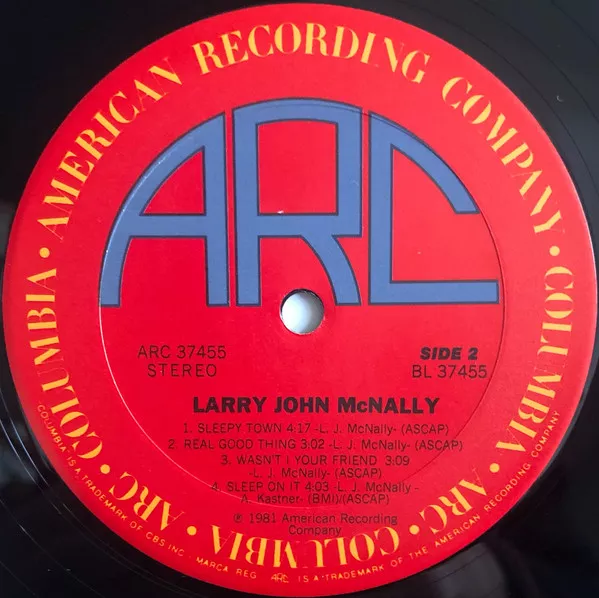 AMERICAN RECORDING COMPANY • COLUMBIA • ARC • COLUMBIA • ARC • COLUMBIA •
ARC
ARC 37455
STEREO
SIDE 2
BL 37455
LARRY JOHN McNALLY
1. SLEEPY TOWN 4:17 -L. J. McNally- (ASCAP)
2. REAL GOOD THING 3:02 -L. J. McNally- (ASCAP)
3. WASN'T I YOUR FRIEND 3:09
-L. J. McNally- (ASCAP)
4. SLEEP ON IT 4:03 -L. J. McNally -
A. Kastner- (BMI)/(ASCAP)
℗ 1981 American Recording
Company
COLUMBIA IS A TRADEMARK OF CBS INC. MARCA REG. ARC IS A TRADEMARK OF THE AMERICAN RECORDING COMPANY